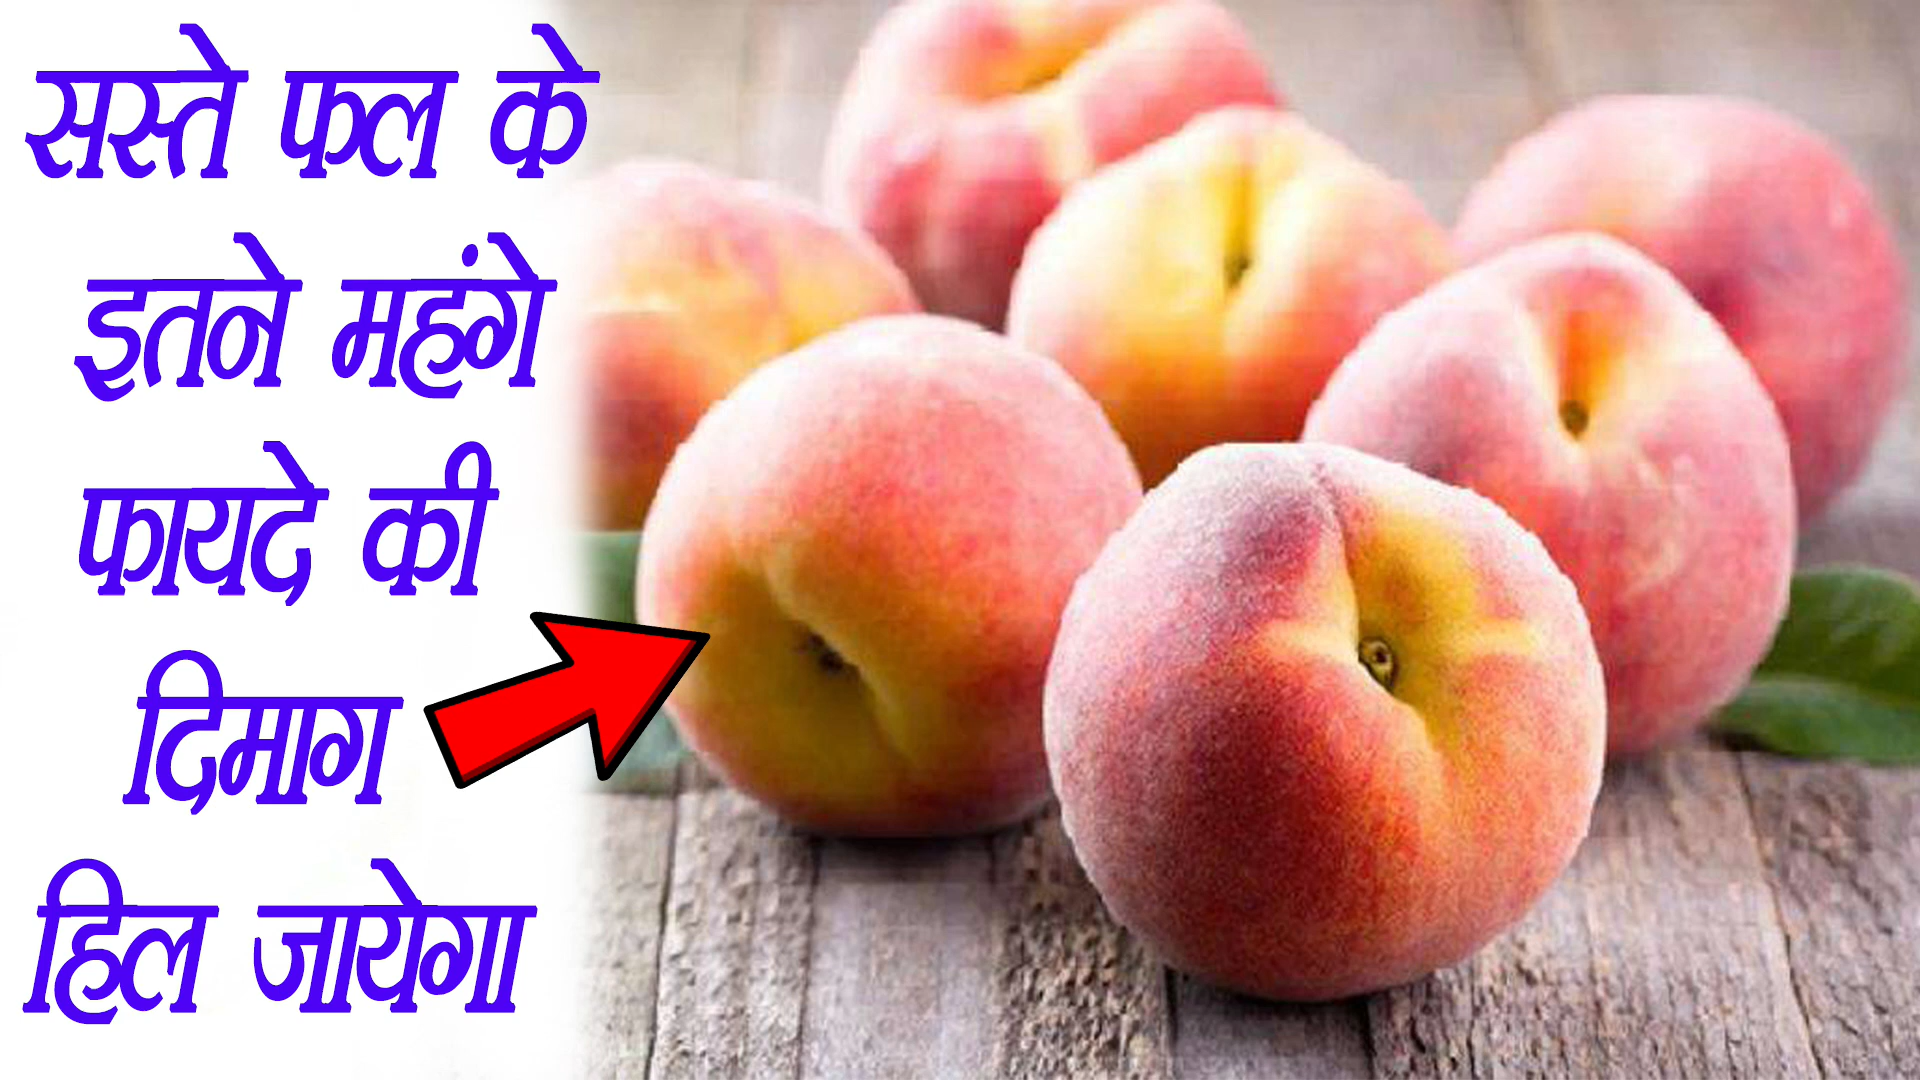 सस्ते फल के
इतने महंगे
फायदे की
दिमाग
हिल जायेगा